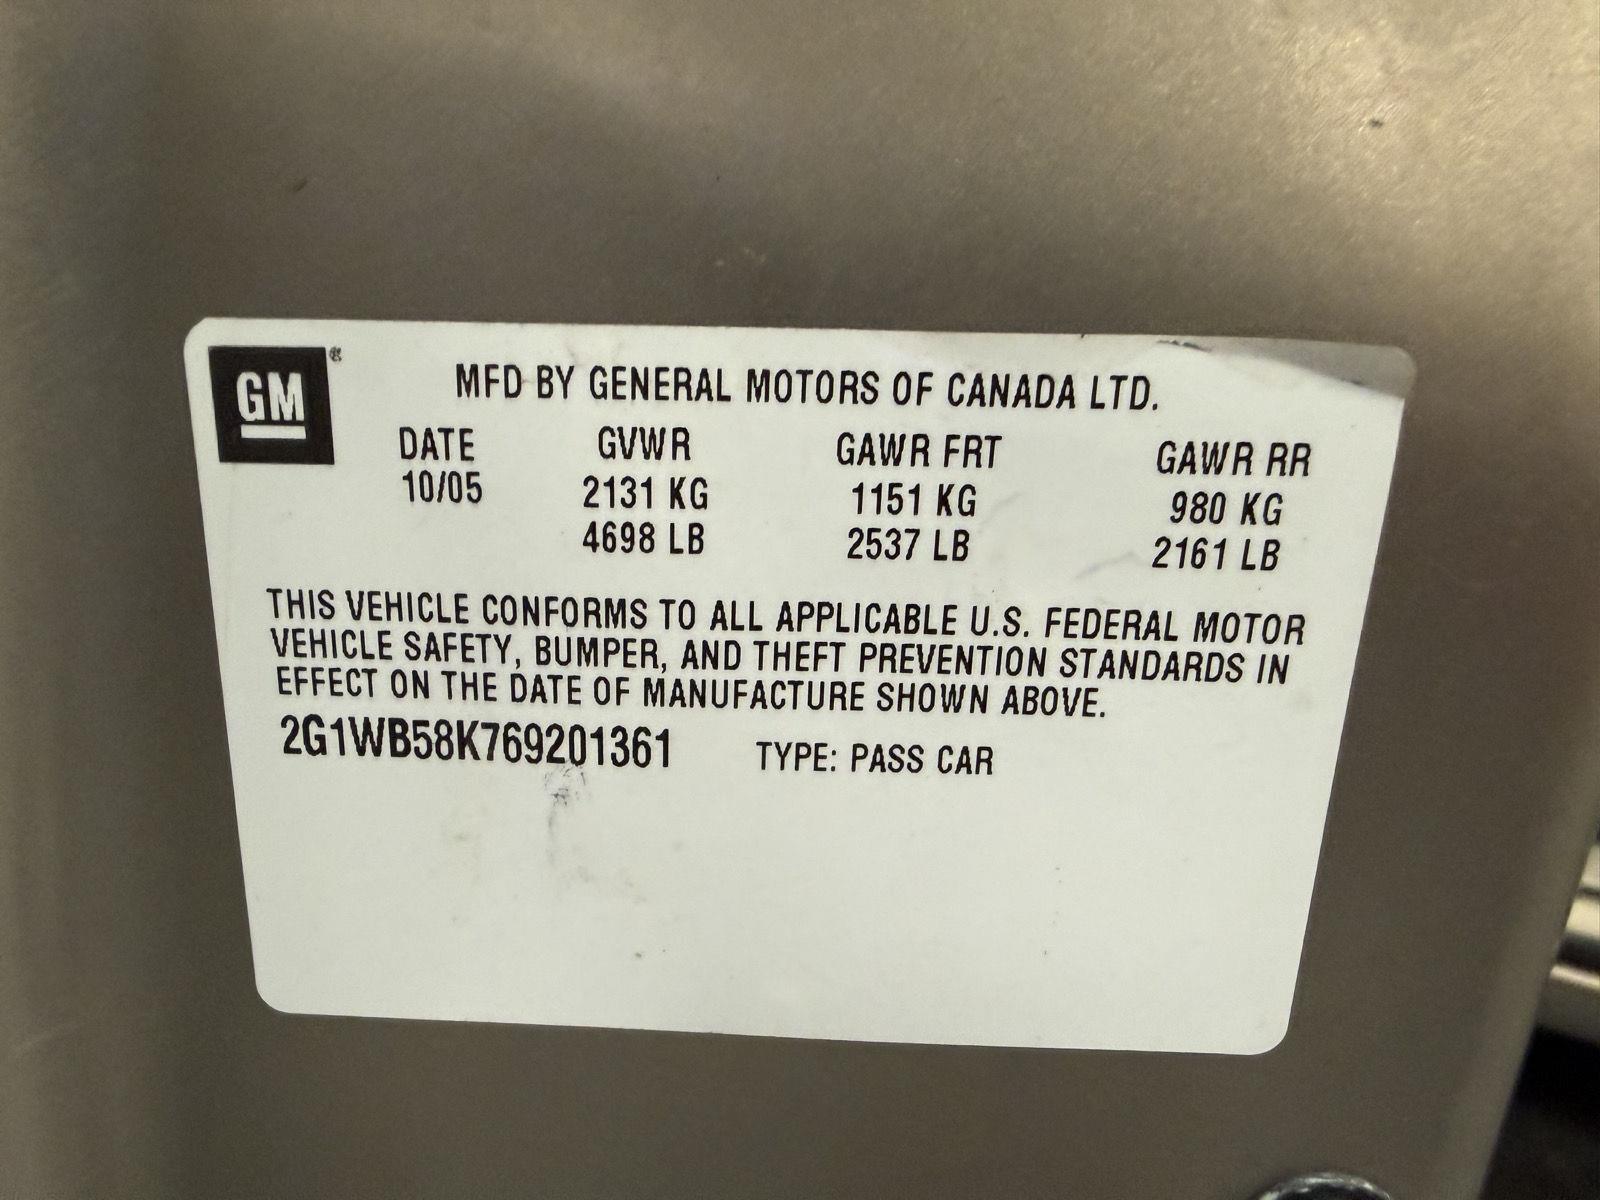 GM ®
MFD BY GENERAL MOTORS OF CANADA LTD.
DATE GVWR GAWR FRT GAWR RR
10/05 2131 KG 1151 KG 980 KG
4698 LB 2537 LB 2161 LB
THIS VEHICLE CONFORMS TO ALL APPLICABLE U.S. FEDERAL MOTOR
VEHICLE SAFETY, BUMPER, AND THEFT PREVENTION STANDARDS IN
EFFECT ON THE DATE OF MANUFACTURE SHOWN ABOVE.
2G1WB58K769201361 TYPE: PASS CAR